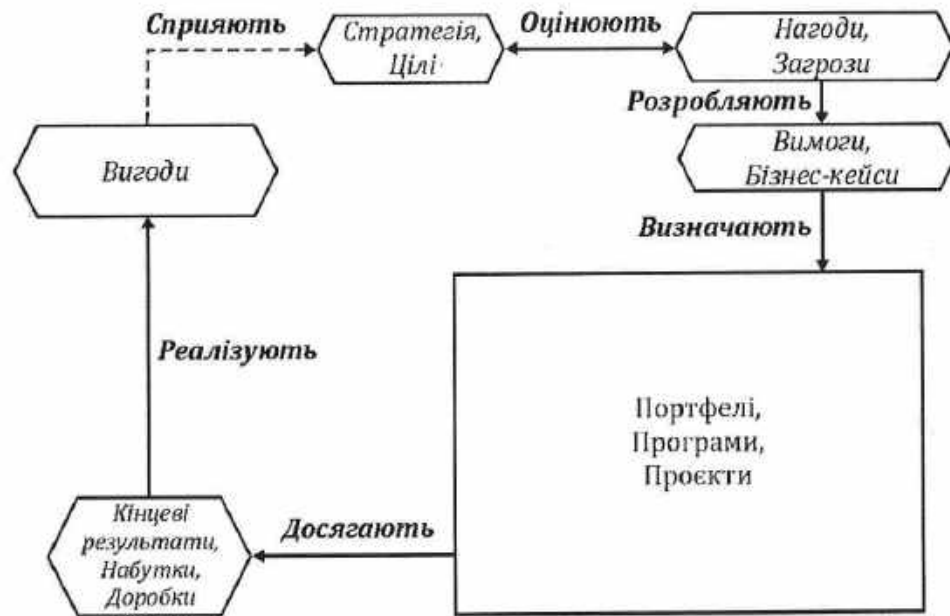 Сприяють
Стратегія,
Цілі
Оцінюють
Нагоди,
Загрози
Розробляють
Вимоги,
Бізнес-кейси
Вигоди
Визначають
Реалізують
Портфелі,
Програми,
Проєкти
Кінцеві
результати,
Набутки,
Доробки
Досягають